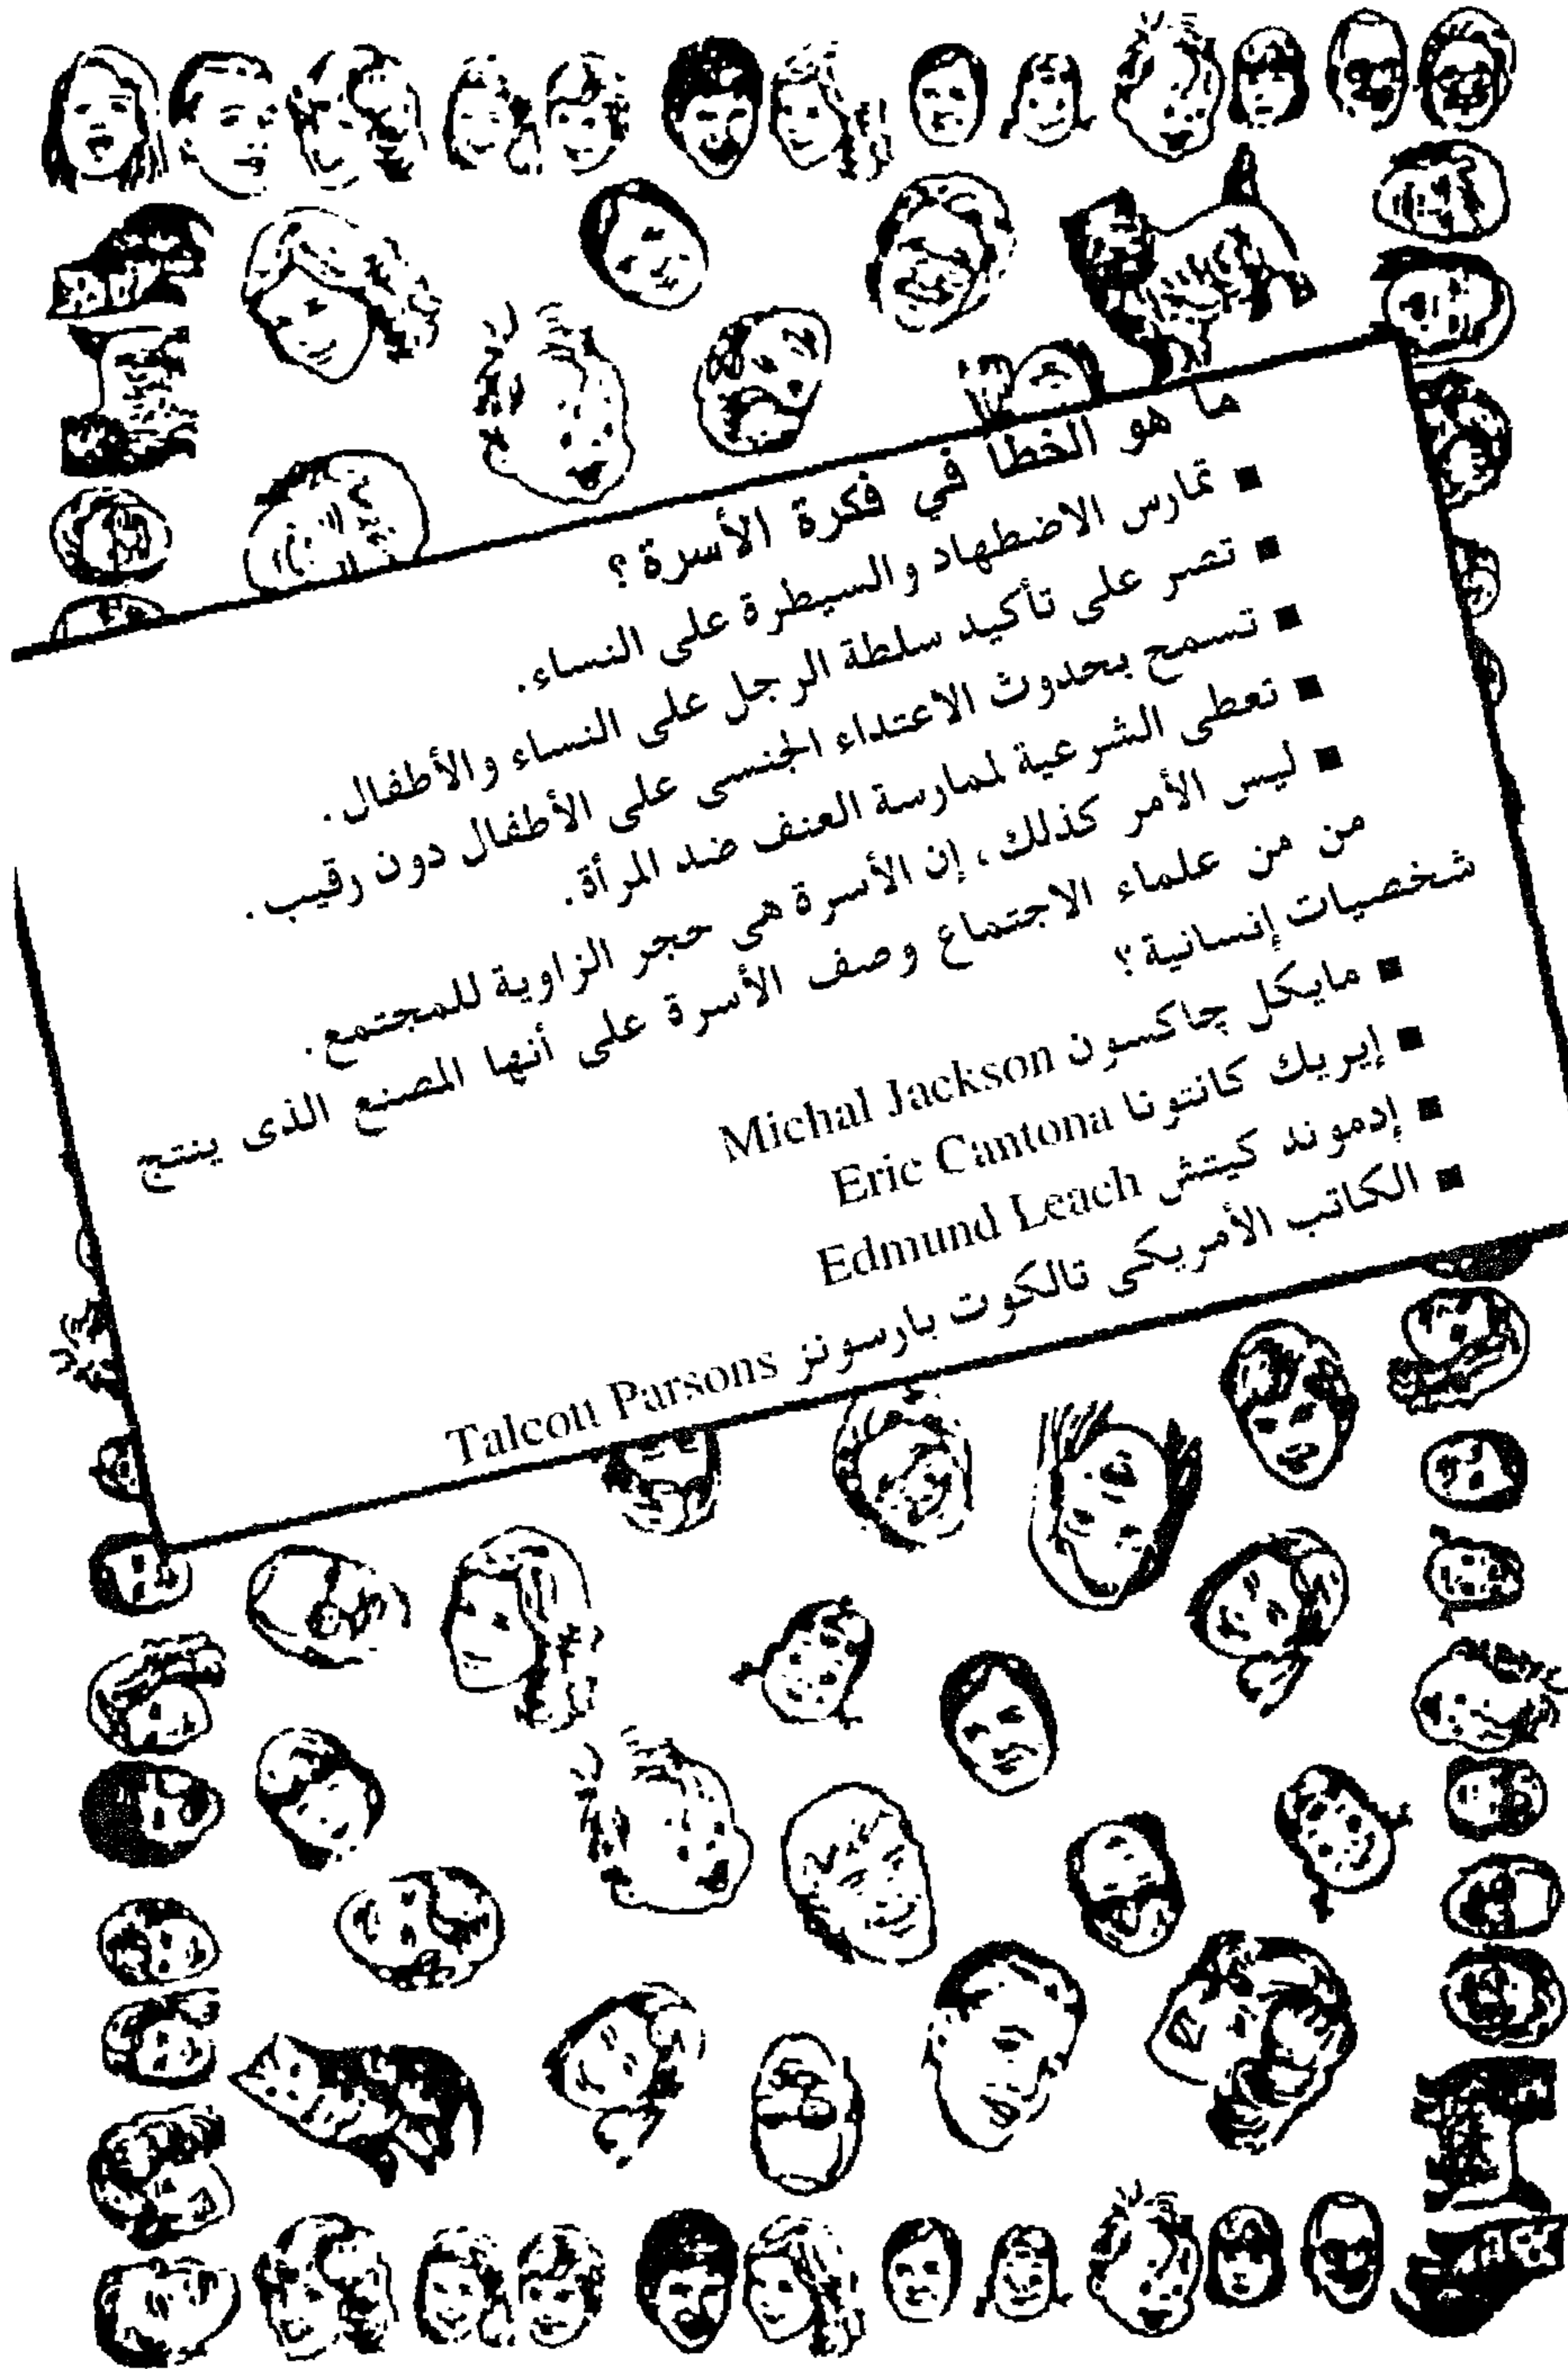 ما هو الخطأ في فكرة الأسرة؟
■ تمارس الاضطهاد والسيطرة على النساء.
■ تصر على تأكيد سلطة الرجل على النساء والأطفال.
■ تسمح بحدوث الاعتداء الجنسى على الأطفال دون رقيب.
■ تعطى الشرعية لممارسة العنف ضد المرأة.
■ ليس الأمر كذلك، إن الأسرة هى حجر الزاوية للمجتمع.
من من علماء الاجتماع وصف الأسرة على أنها المصنع الذى ينتج
شخصيات إنسانية؟
■ مايكل چاكسون Michal Jackson
■ إيريك كانتونا Eric Cantona
■ إدموند كيتش Edmund Leach
■ الكاتب الأمريكى تالكوت بارسونز Talcon Parsons